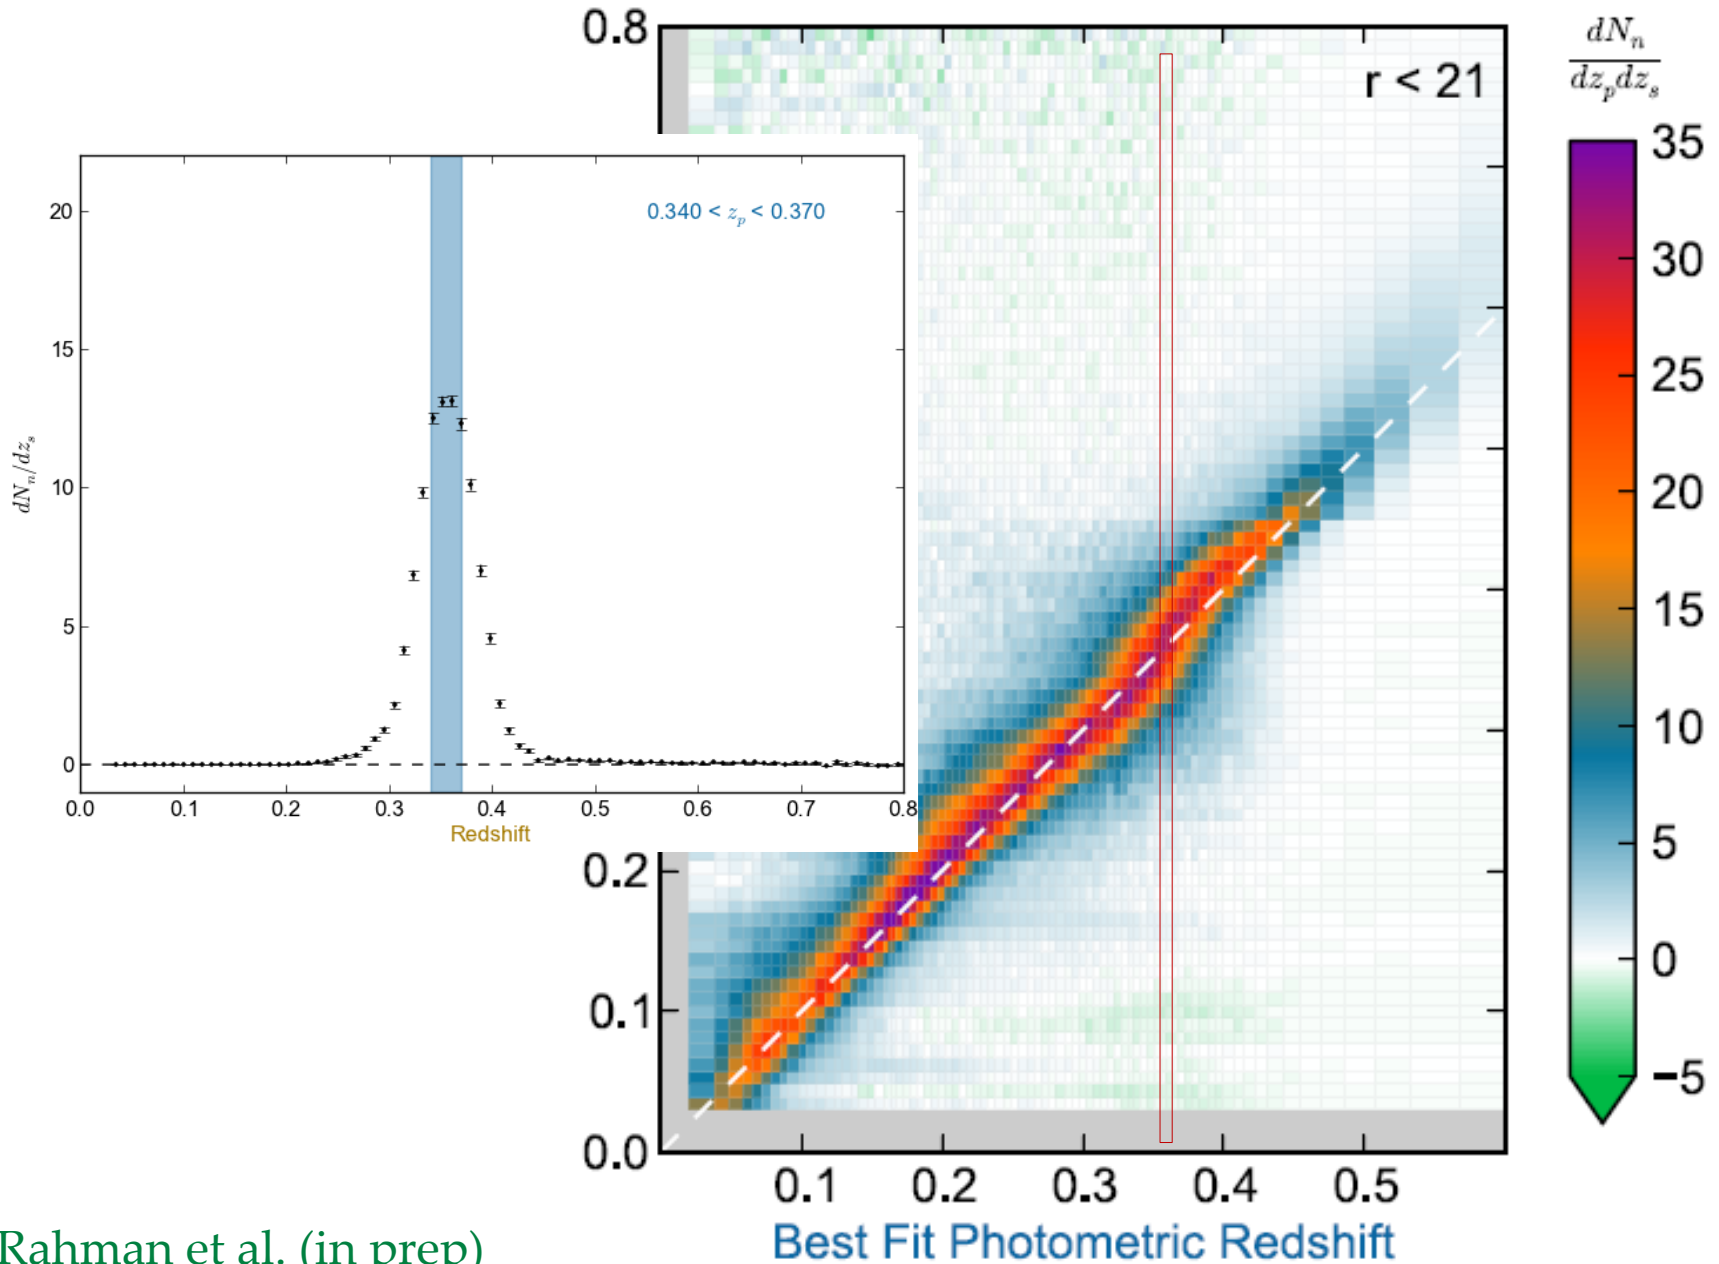 0.8
r < 21
dN_n
dz_p dz_s
35
30
25
20
15
10
5
0
−5
0.340 < z_p < 0.370
20
15
10
5
0
dN_n/dz_s
0.0 0.1 0.2 0.3 0.4 0.5 0.6 0.7 0.8
Redshift
0.2
0.1
0.0
0.1 0.2 0.3 0.4 0.5
Best Fit Photometric Redshift
Rahman et al. (in prep)